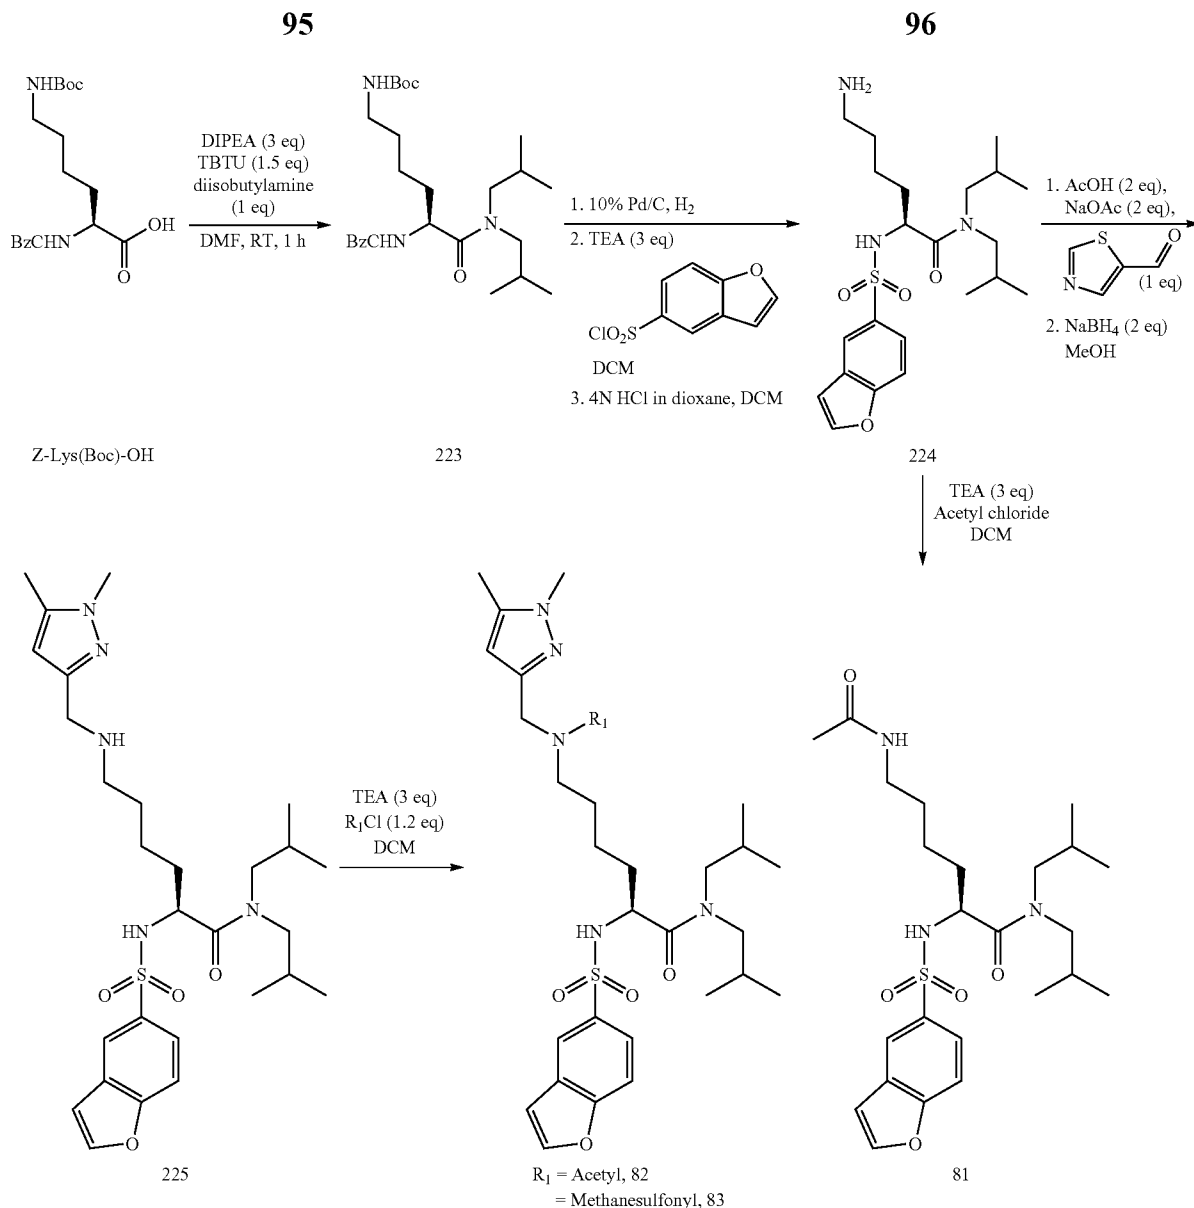 95 96
NHBoc
BzCHN
OH
O
DIPEA (3 eq)
TBTU (1.5 eq)
diisobutylamine
(1 eq)
DMF, RT, 1 h
NHBoc
BzCHN
N
O
1. 10% Pd/C, H2
2. TEA (3 eq)
O
ClO2S
DCM
3. 4N HCl in dioxane, DCM
NH2
HN
N
O
S
O
O
O
1. AcOH (2 eq),
NaOAc (2 eq),
S
O
N
(1 eq)
2. NaBH4 (2 eq)
MeOH
Z-Lys(Boc)-OH
223
224
TEA (3 eq)
Acetyl chloride
DCM
N
N
NH
HN
N
O
S
O
O
O
225
TEA (3 eq)
R1Cl (1.2 eq)
DCM
N
N
R1
N
HN
N
O
S
O
O
O
R1 = Acetyl, 82
= Methanesulfonyl, 83
O
NH
HN
N
O
S
O
O
O
81